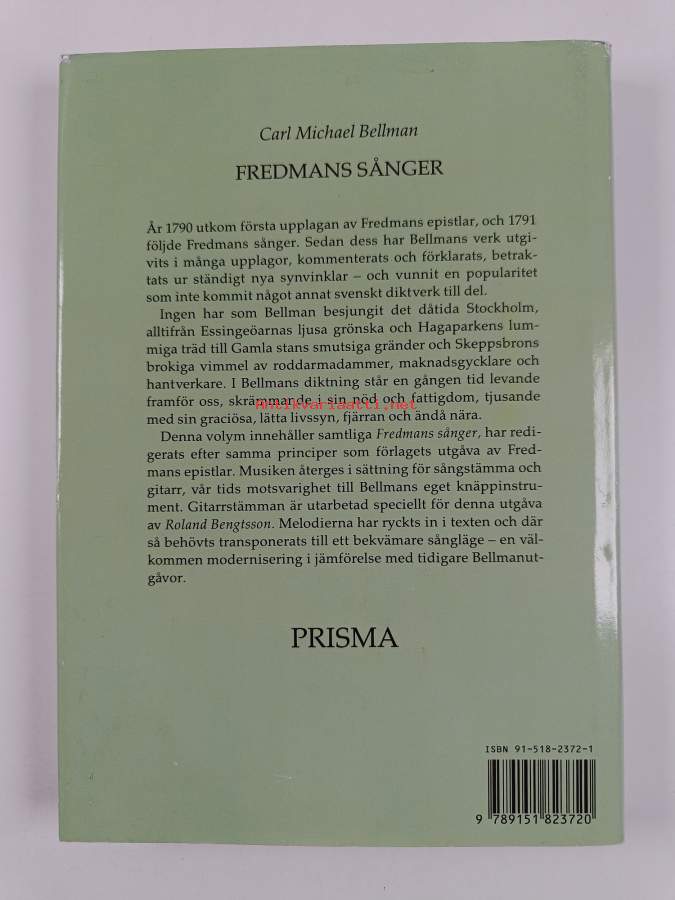 Carl Michael Bellman
FREDMANS SÅNGER
År 1790 utkom första upplagan av Fredmans epistlar, och 1791
följde Fredmans sånger. Sedan dess har Bellmans verk utgi-
vits i många upplagor, kommenterats och förklarats, betrak-
tats ur ständigt nya synvinklar – och vunnit en popularitet
som inte kommit något annat svenskt diktverk till del.
Ingen har som Bellman besjungit det dåtida Stockholm,
alltifrån Essingeöarnas ljusa grönska och Hagaparkens lum-
miga träd till Gamla stans smutsiga gränder och Skeppsbrons
brokiga vimmel av roddarmadammer, maknadsgycklare och
hantverkare. I Bellmans diktning står en gången tid levande
framför oss, skrämmande i sin nöd och fattigdom, tjusande
Antikvariaatti.net
med sin graciösa, lätta livssyn, fjärran och ändå nära.
Denna volym innehåller samtliga Fredmans sånger, har redi-
gerats efter samma principer som förlagets utgåva av Fred-
mans epistlar. Musiken återges i sättning för sångstämma och
gitarr, vår tids motsvarighet till Bellmans eget knäppinstru-
ment. Gitarrstämman är utarbetad speciellt för denna utgåva
av Roland Bengtsson. Melodierna har ryckts in i texten och där
så behövts transponerats till ett bekvämare sångläge – en väl-
kommen modernisering i jämförelse med tidigare Bellmanut-
gåvor.
PRISMA
ISBN 91-518-2372-1
9 789151 823720